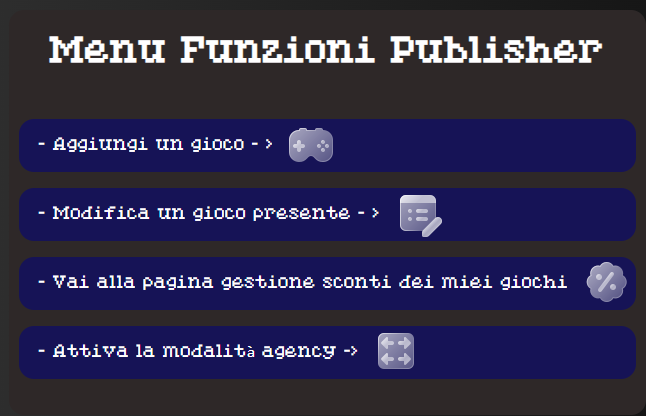 Menu Funzioni Publisher
- Aggiungi un gioco - >
- Modifica un gioco presente - >
- Vai alla pagina gestione sconti dei miei giochi
- Attiva la modalità agency ->